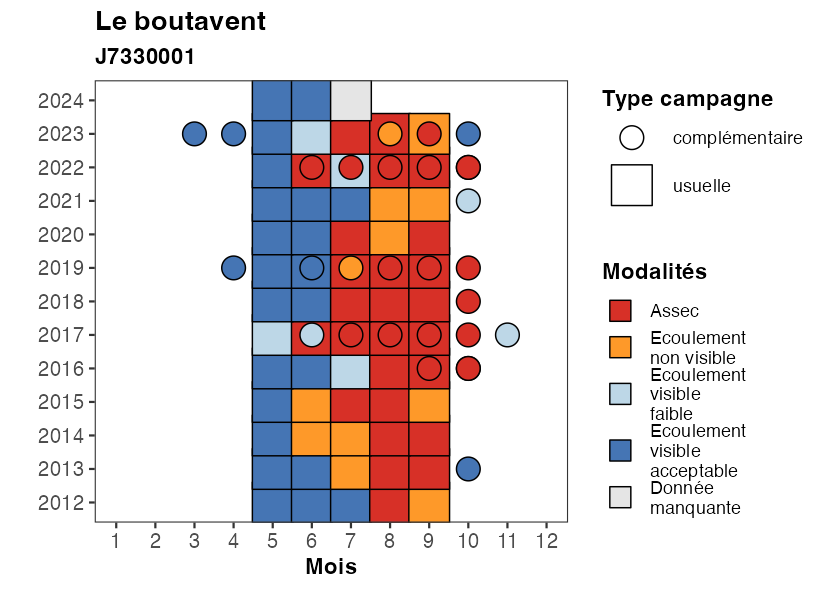 Le boutavent
J7330001
2024
2023
2022
2021
2020
2019
2018
2017
2016
2015
2014
2013
2012
1 2 3 4 5 6 7 8 9 10 11 12
Mois
Type campagne
complémentaire
usuelle
Modalités
Assec
Ecoulement
non visible
Ecoulement
visible
faible
Ecoulement
visible
acceptable
Donnée
manquante